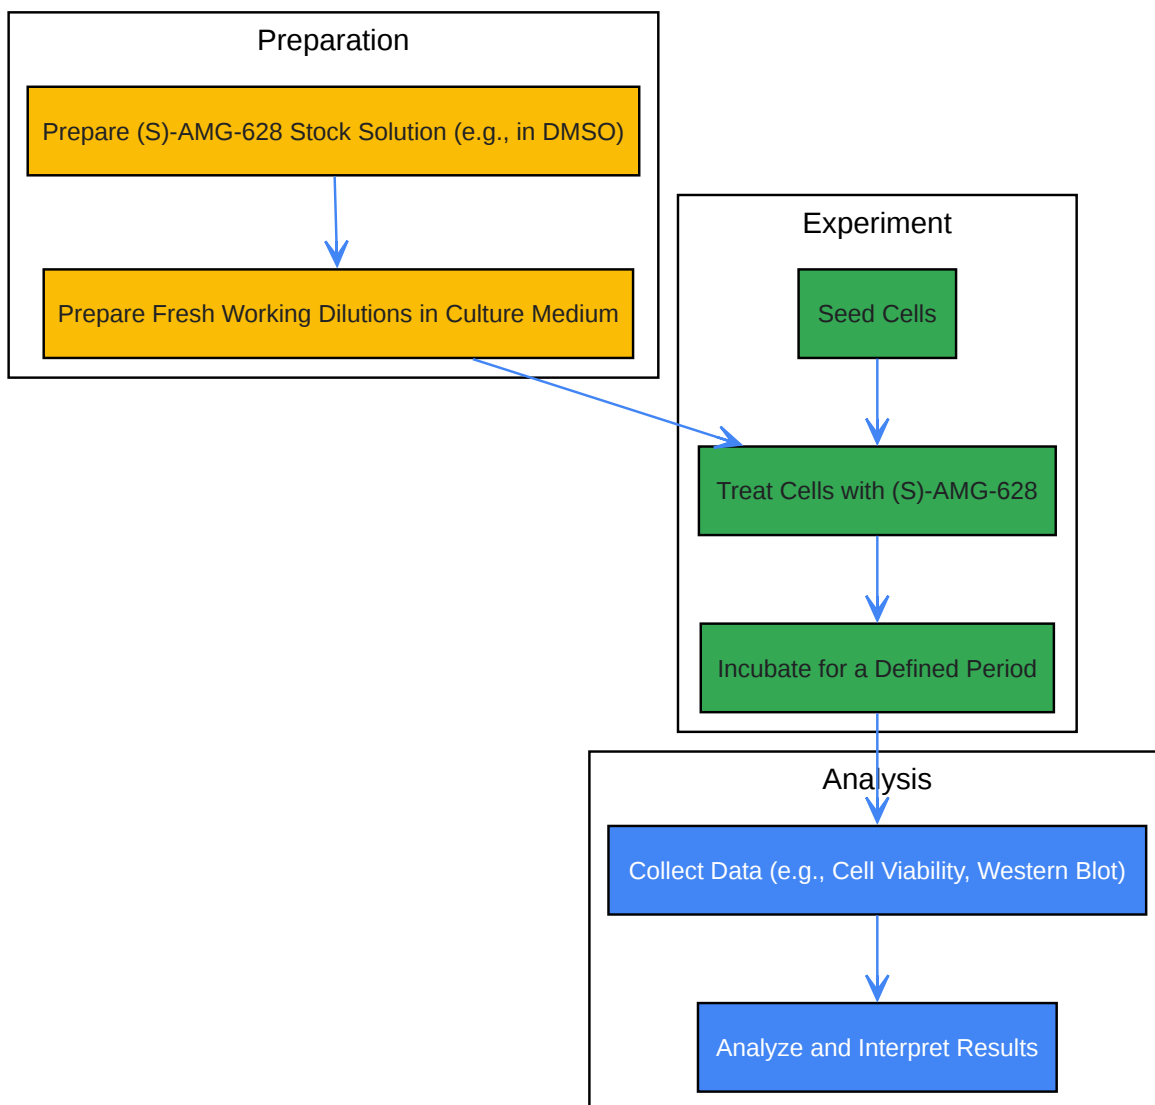 Preparation
Prepare (S)-AMG-628 Stock Solution (e.g., in DMSO)
Prepare Fresh Working Dilutions in Culture Medium
Experiment
Seed Cells
Treat Cells with (S)-AMG-628
Incubate for a Defined Period
Analysis
Collect Data (e.g., Cell Viability, Western Blot)
Analyze and Interpret Results